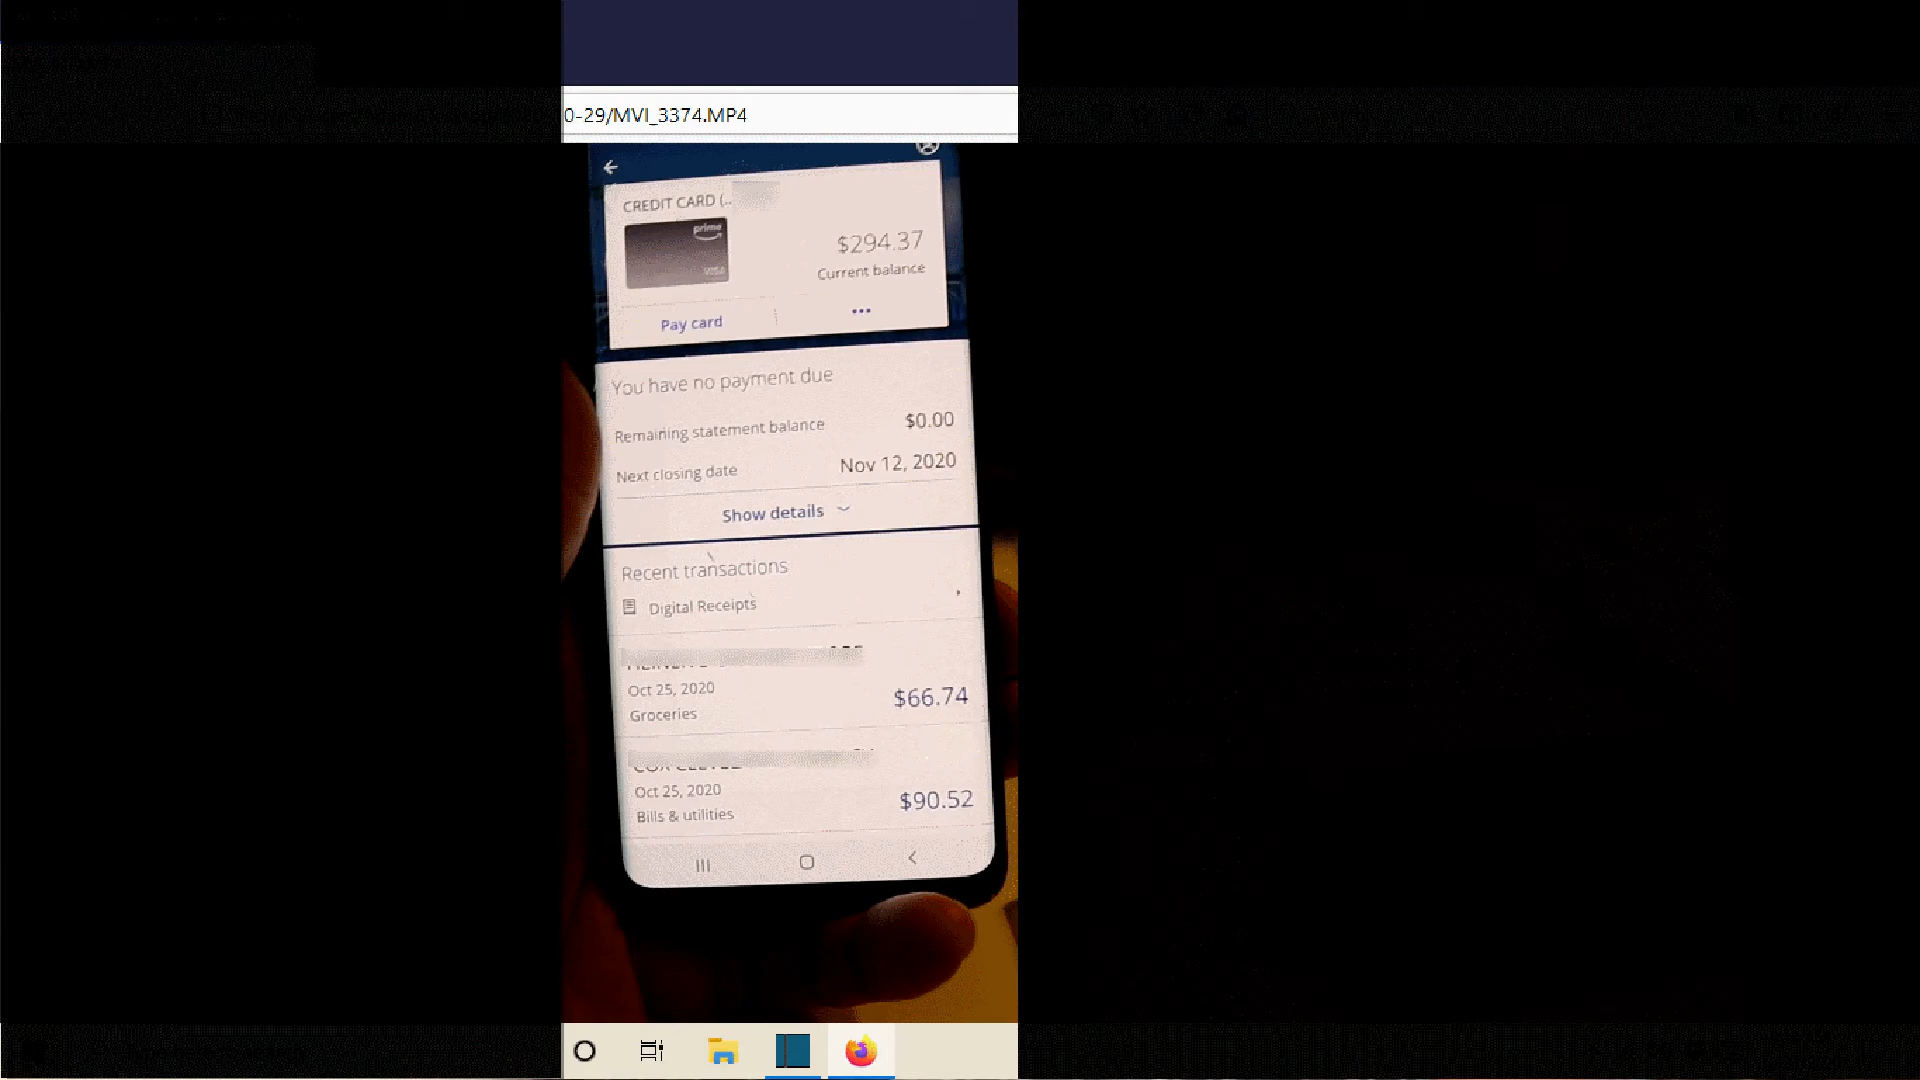 0-29/MVI_3374.MP4
CREDIT CARD (..
prime
VISA
$294.37
Current balance
Pay card
...
You have no payment due
Remaining statement balance $0.00
Next closing date Nov 12, 2020
Show details
Recent transactions
Digital Receipts
Oct 25, 2020
$66.74
Groceries
Oct 25, 2020
$90.52
Bills & utilities